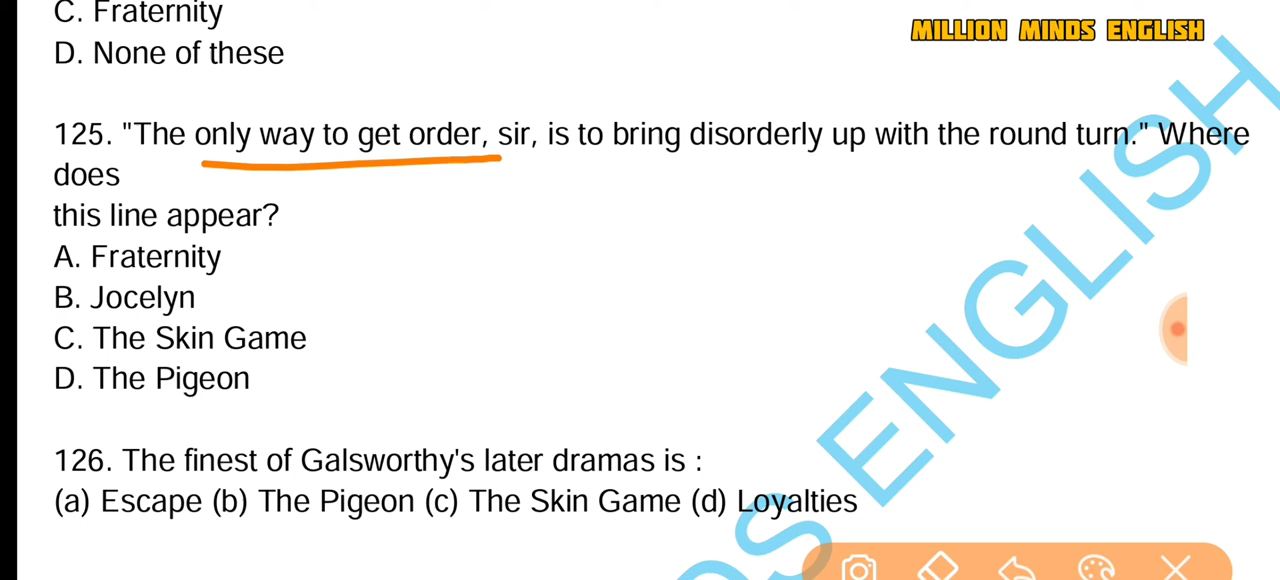 C. Fraternity
MILLION MINDS ENGLISH
D. None of these
125. "The only way to get order, sir, is to bring disorderly up with the round turn." Where
does
this line appear?
A. Fraternity
B. Jocelyn
C. The Skin Game
D. The Pigeon
126. The finest of Galsworthy's later dramas is :
(a) Escape (b) The Pigeon (c) The Skin Game (d) Loyalties
DS ENGLISH